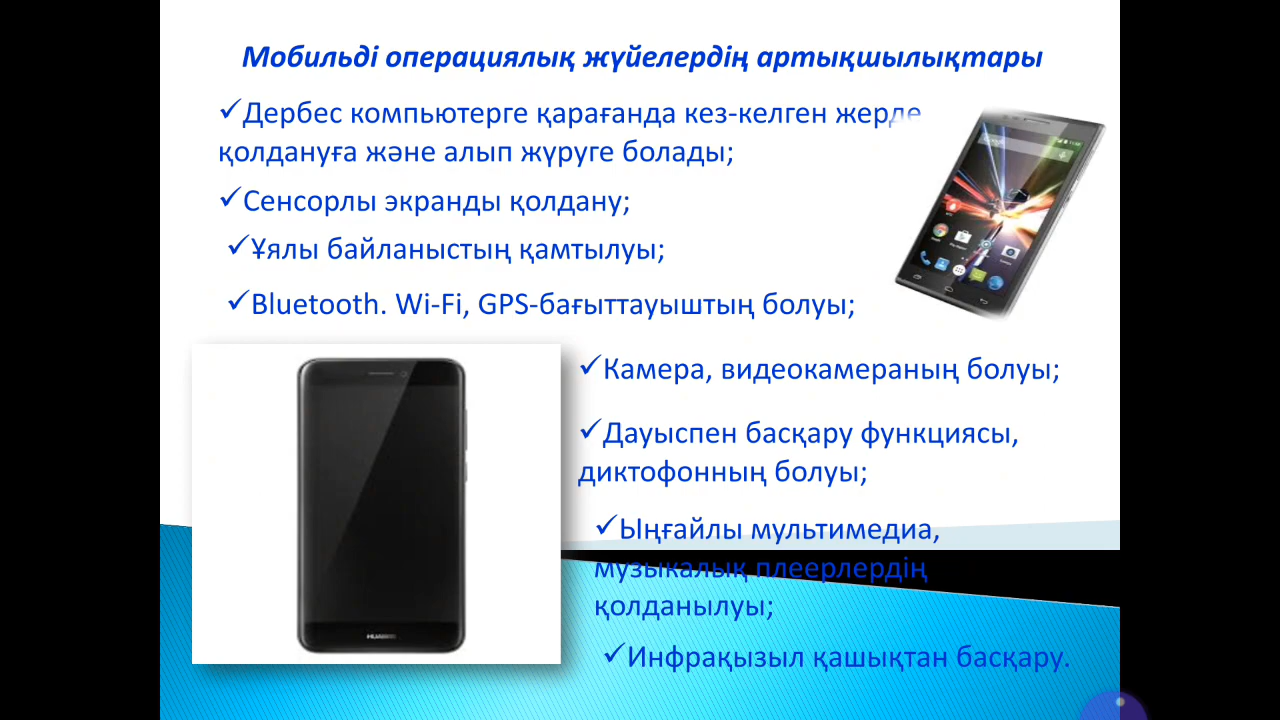 Мобильді операциялық жүйелердің артықшылықтары
✓Дербес компьютерге қарағанда кез-келген жерде
қолдануға және алып жүруге болады;
✓Сенсорлы экранды қолдану;
✓Ұялы байланыстың қамтылуы;
✓Bluetooth. Wi-Fi, GPS-бағыттауыштың болуы;
✓Камера, видеокамераның болуы;
✓Дауыспен басқару функциясы,
диктофонның болуы;
✓Ыңғайлы мультимедиа,
музыкалық плеерлердің
қолданылуы;
✓Инфрақызыл қашықтан басқару.
HUAWEI